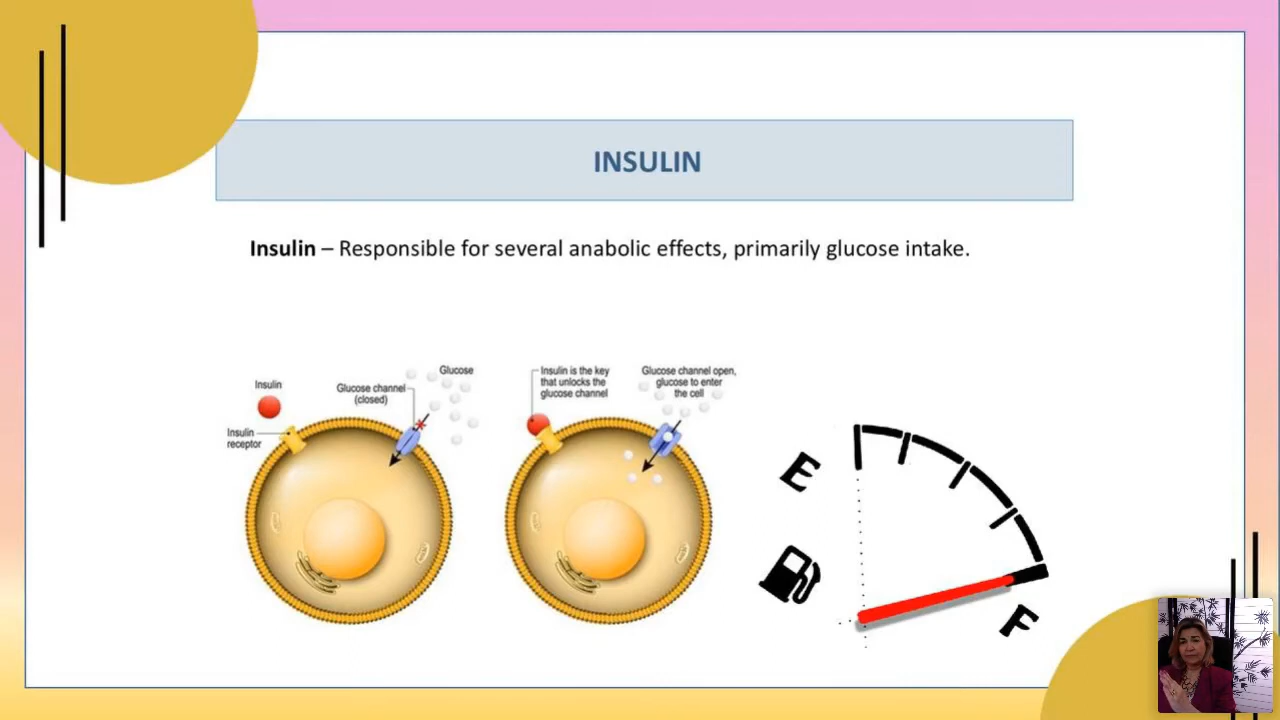 INSULIN
Insulin – Responsible for several anabolic effects, primarily glucose intake.
Insulin
Insulin
receptor
Glucose channel
(closed)
Glucose
Insulin is the key
that unlocks the
glucose channel
Glucose channel open,
glucose to enter
the cell
E
F